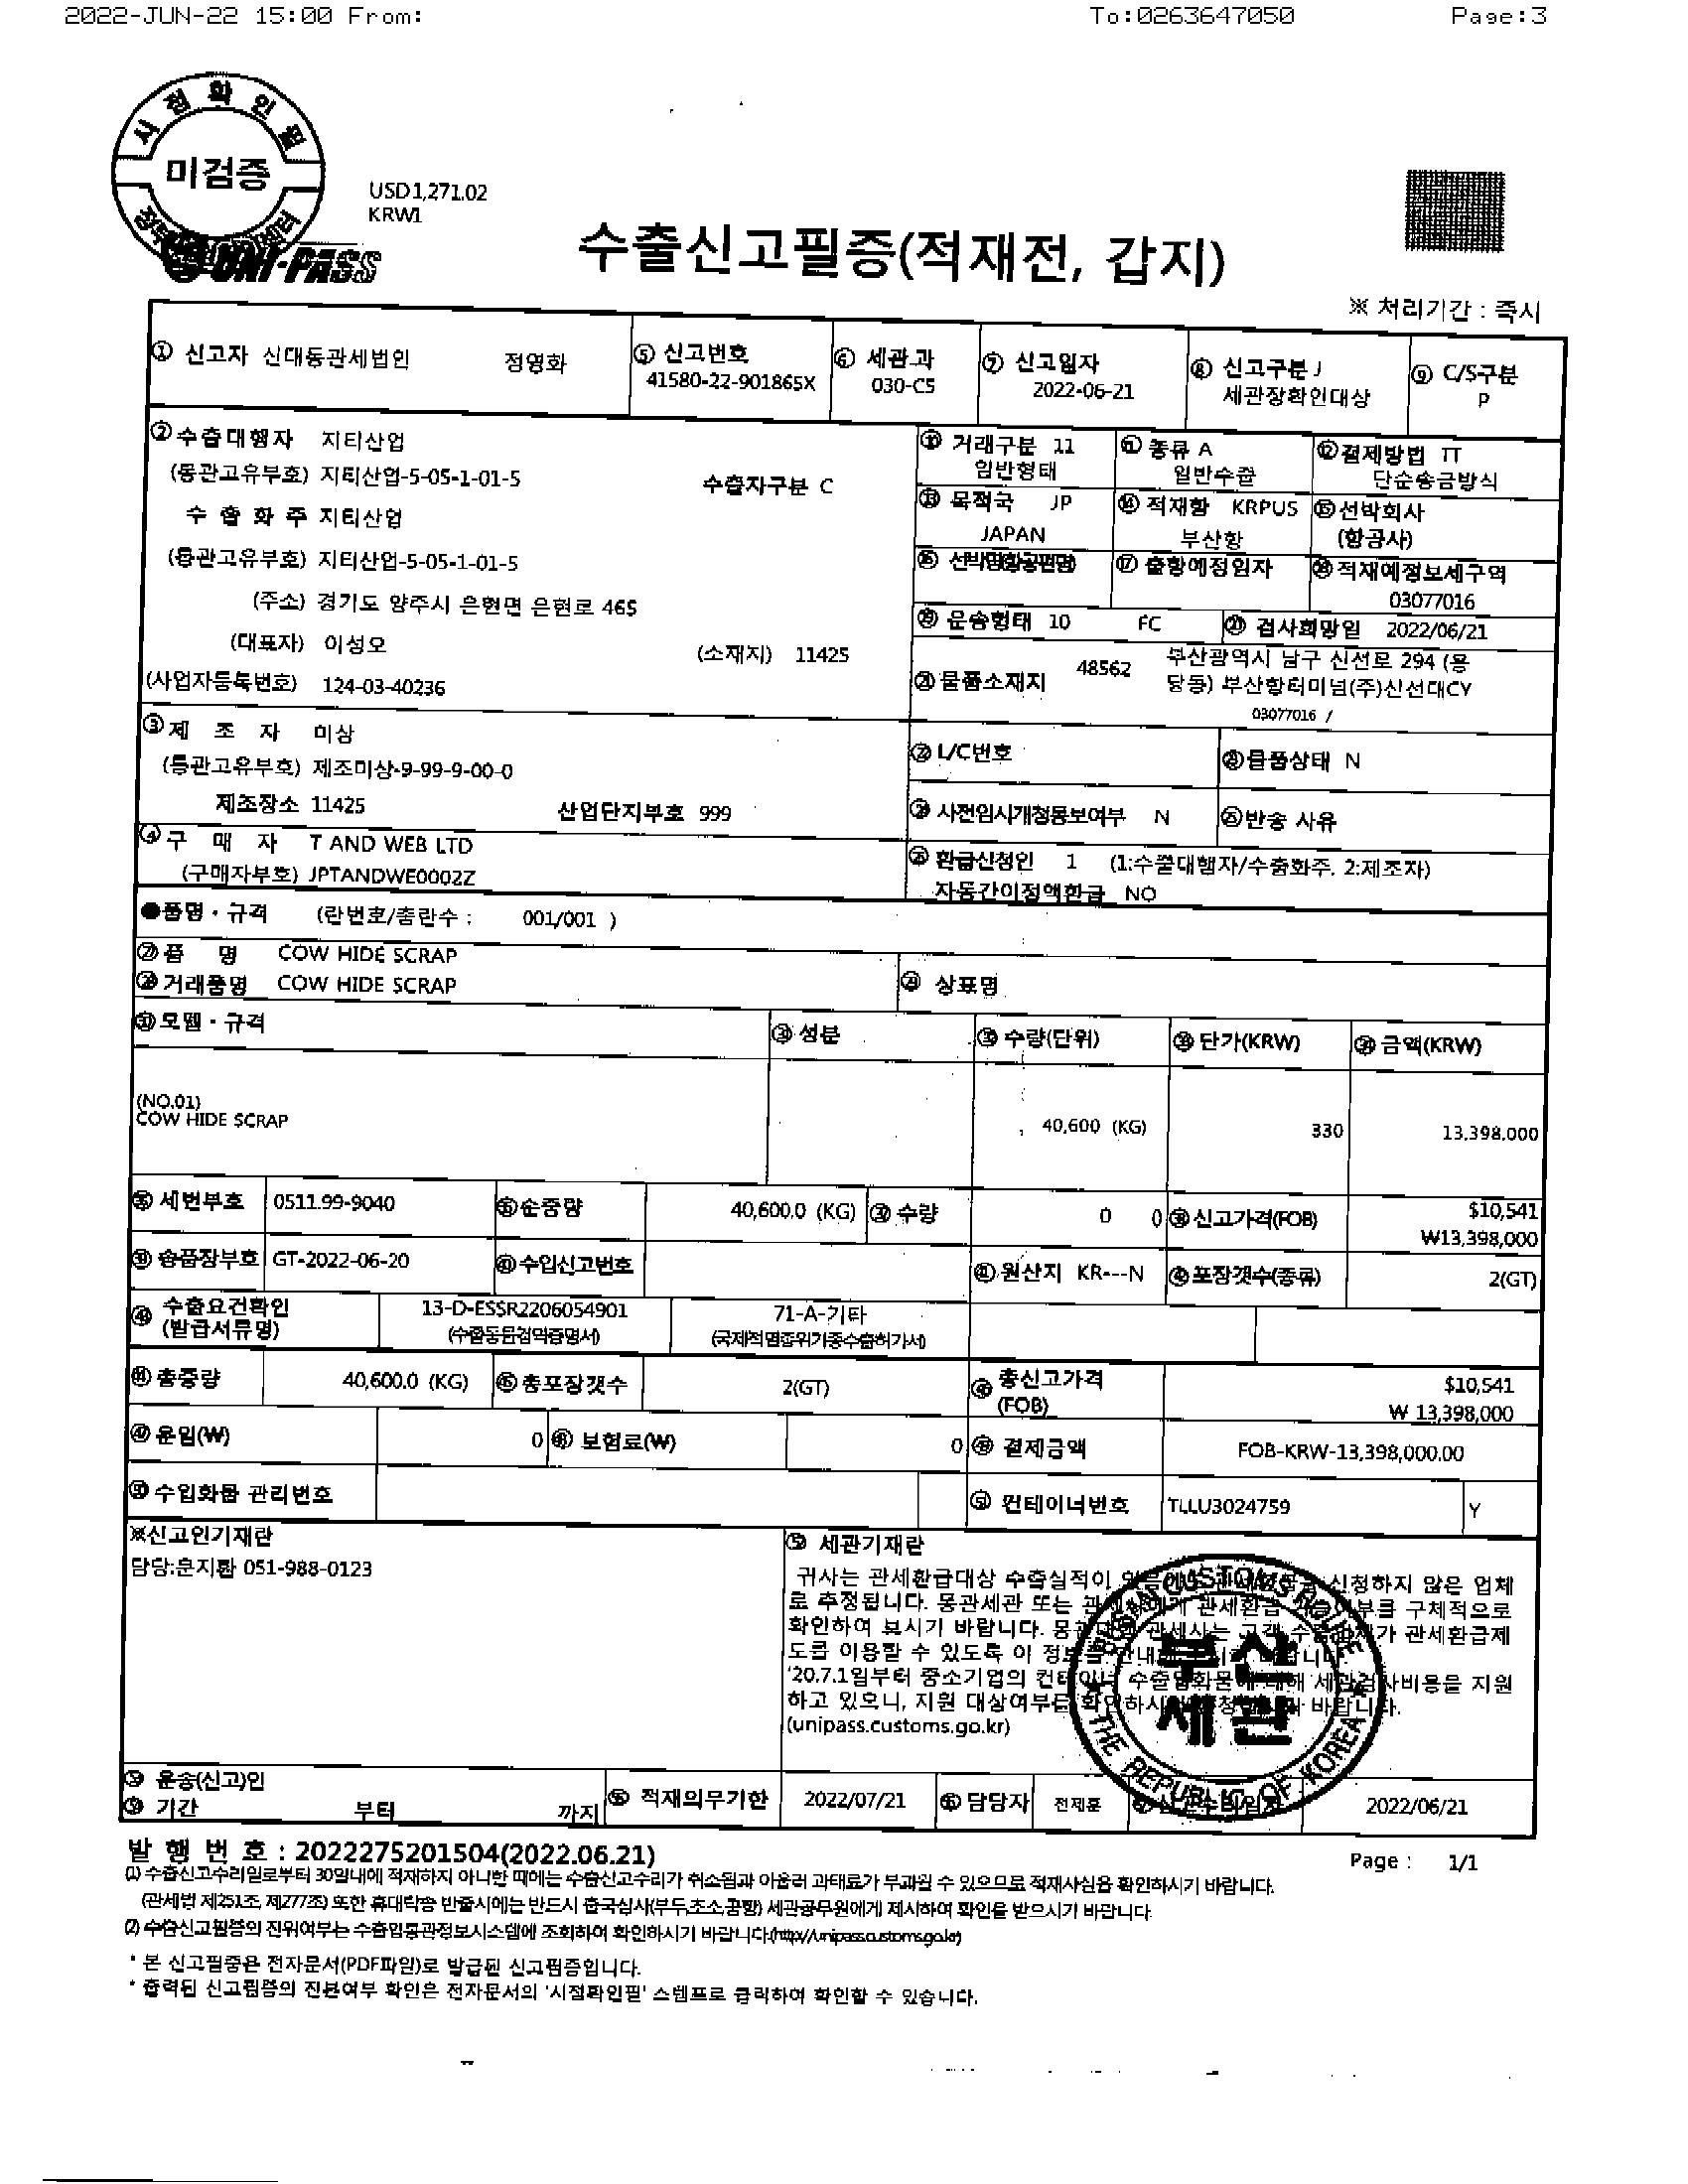 2022-JUN-22 15:00 From: To:0263647050 Page:3
시점확인필
미검증
USD1,271.02
KRW1
UNI-PASS
수출신고필증(적재전, 갑지)
※ 처리기간 : 즉시
① 신고자 신대동관세법인 정영화
⑤ 신고번호
41580-22-901865X
⑥ 세관.과
030-C5
⑦ 신고일자
2022-06-21
⑧ 신고구분 J
세관장확인대상
⑨ C/S구분
P
② 수출대행자 지티산업
(통관고유부호) 지티산업-5-05-1-01-5 수출자구분 C
수 출 화 주 지티산업
(통관고유부호) 지티산업-5-05-1-01-5
(주소) 경기도 양주시 은현면 은현로 465
(대표자) 이성오 (소재지) 11425
(사업자등록번호) 124-03-40236
⑩ 거래구분 11
일반형태
⑪ 종류 A
일반수출
⑫ 결제방법 TT
단순송금방식
⑬ 목적국 JP
JAPAN
⑭ 적재항 KRPUS
부산항
⑮ 선박회사
(항공사)
⑯ 선박명(항공편명)
⑰ 출항예정일자
⑱ 적재예정보세구역
03077016
⑲ 운송형태 10 FC
⑳ 검사희망일 2022/06/21
㉑ 물품소재지 48562 부산광역시 남구 신선로 294 (용
당동) 부산항터미널(주)신선대CY
03077016 /
③ 제 조 자 미상
(통관고유부호) 제조미상-9-99-9-00-0
제조장소 11425 산업단지부호 999
㉒ L/C번호
㉓ 물품상태 N
㉔ 사전임시개청통보여부 N
㉕ 반송 사유
④ 구 매 자 T AND WEB LTD
(구매자부호) JPTANDWE0002Z
㉖ 환급신청인 1 (1:수출대행자/수출화주, 2:제조자)
자동간이정액환급 NO
●품명 · 규격 (란번호/총란수 : 001/001 )
㉗ 품 명 COW HIDE SCRAP
㉘ 거래품명 COW HIDE SCRAP
㉙ 상표명
㉚ 모델 · 규격
㉛ 성분
㉜ 수량(단위)
㉝ 단가(KRW)
㉞ 금액(KRW)
(NO.01)
COW HIDE SCRAP 40,600 (KG) 330 13,398,000
㉟ 세번부호 0511.99-9040
㊱ 순중량 40,600.0 (KG)
㊲ 수량 0 0
㊳ 신고가격(FOB) $10,541
₩13,398,000
㊴ 송품장부호 GT-2022-06-20
㊵ 수입신고번호
㊶ 원산지 KR---N
㊷ 포장갯수(종류) 2(GT)
㊸ 수출요건확인
(발급서류명)
13-D-ESSR2206054901
(수출동물검역증명서)
71-A-기타
(국제적멸종위기종수출허가서)
㊹ 총중량 40,600.0 (KG)
㊺ 총포장갯수 2(GT)
㊻ 총신고가격
(FOB)
$10,541
₩ 13,398,000
㊼ 운임(₩) 0
㊽ 보험료(₩) 0
㊾ 결제금액 FOB-KRW-13,398,000.00
㊿ 수입화물 관리번호
컨테이너번호 TLLU3024759 Y
※신고인기재란
담당:문지환 051-988-0123
세관기재란
귀사는 관세환급대상 수출실적이 신청하지 않은 업체
로 추정됩니다. 통관세관 또는 관세환급 구체적으로
확인하여 보시기 바랍니다. 관세사는 고객 관세환급제
도를 이용할 수 있도록 이 정보를
'20.7.1일부터 중소기업의 컨테이너 수출입화물에 대해 세관검사비용을 지원
하고 있으니, 지원 대상여부를 확인하시 바랍니다.
(unipass.customs.go.kr)
BUSAN CUSTOMS HOUSE
부산
세관
THE REPUBLIC OF KOREA
운송(신고)인
기간 부터 까지
적재의무기한 2022/07/21
담당자 전제훈
신고수리일자 2022/06/21
발 행 번 호 : 2022275201504(2022.06.21) Page : 1/1
(1) 수출신고수리일로부터 30일내에 적재하지 아니한 때에는 수출신고수리가 취소됨과 아울러 과태료가 부과될 수 있으므로 적재사실을 확인하시기 바랍니다.
(관세법 제251조, 제277조) 또한 휴대탁송 반출시에는 반드시 출국심사(부두,초소,공항) 세관공무원에게 제시하여 확인을 받으시기 바랍니다.
(2) 수출신고필증의 진위여부는 수출입통관정보시스템에 조회하여 확인하시기 바랍니다.(http://unipass.customs.go.kr)
* 본 신고필증은 전자문서(PDF파일)로 발급된 신고필증입니다.
* 출력된 신고필증의 진본여부 확인은 전자문서의 '시점확인필' 스탬프를 클릭하여 확인할 수 있습니다.